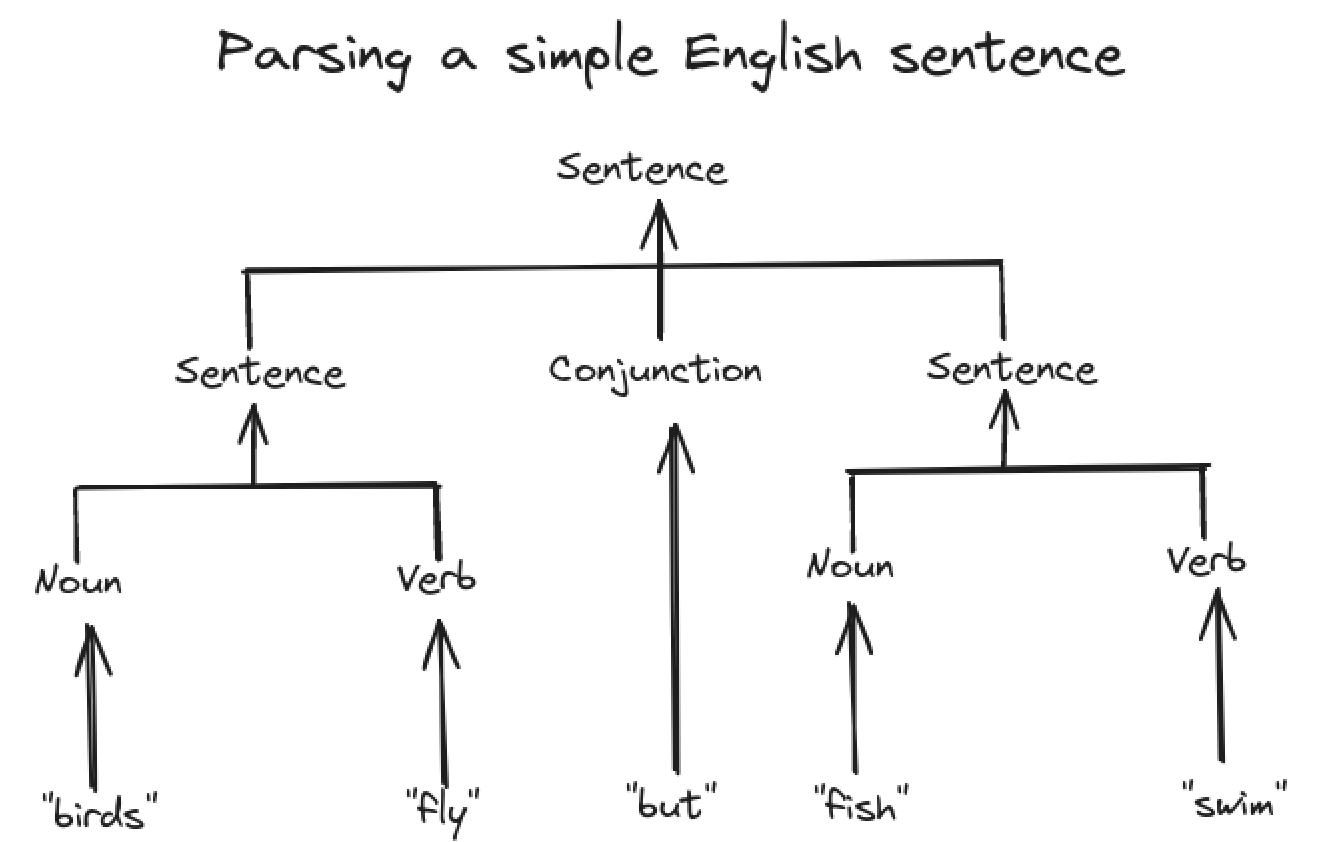 Parsing a simple English sentence
Sentence
Sentence Conjunction Sentence
Noun Verb Noun Verb
"birds" "fly" "but" "fish" "swim"